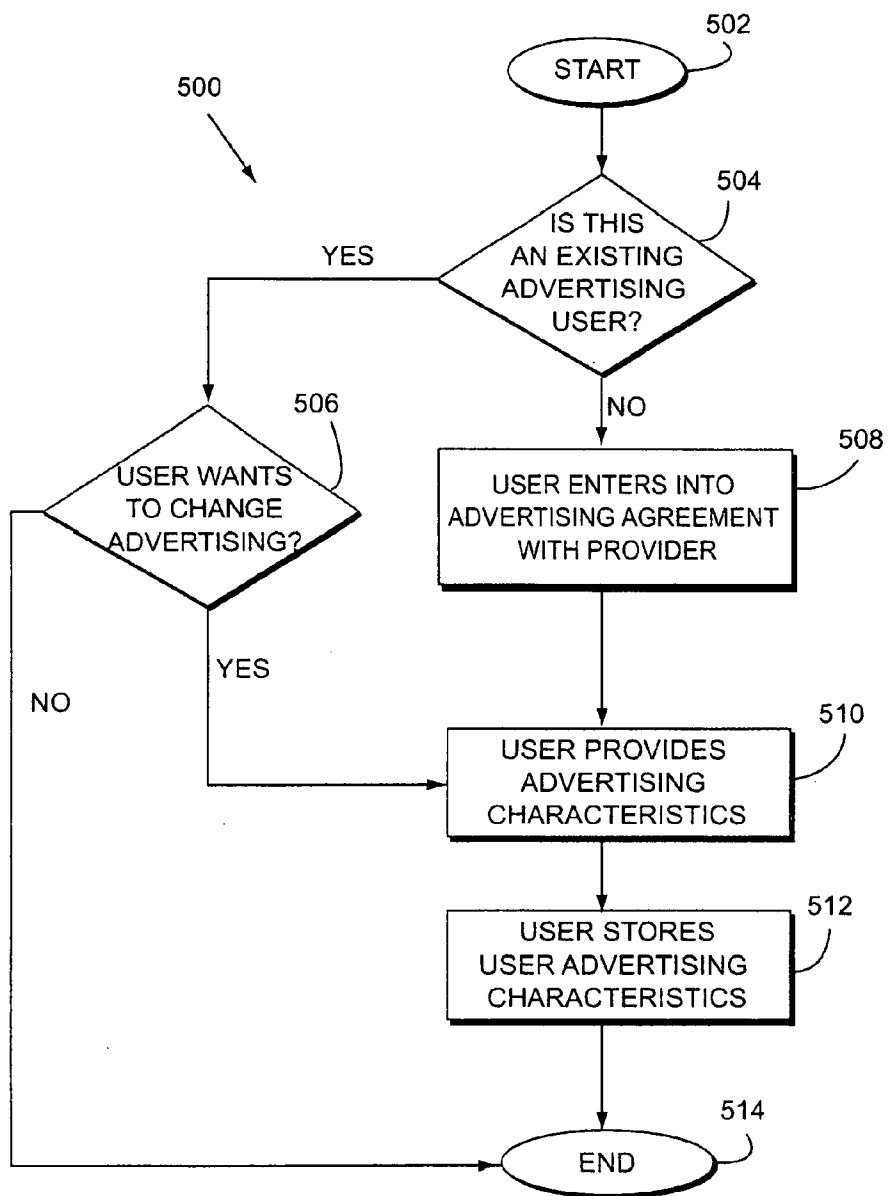 502
START
500
504
IS THIS
AN EXISTING
ADVERTISING
USER?
YES
NO
506
USER WANTS
TO CHANGE
ADVERTISING?
508
USER ENTERS INTO
ADVERTISING AGREEMENT
WITH PROVIDER
YES
NO
510
USER PROVIDES
ADVERTISING
CHARACTERISTICS
512
USER STORES
USER ADVERTISING
CHARACTERISTICS
514
END